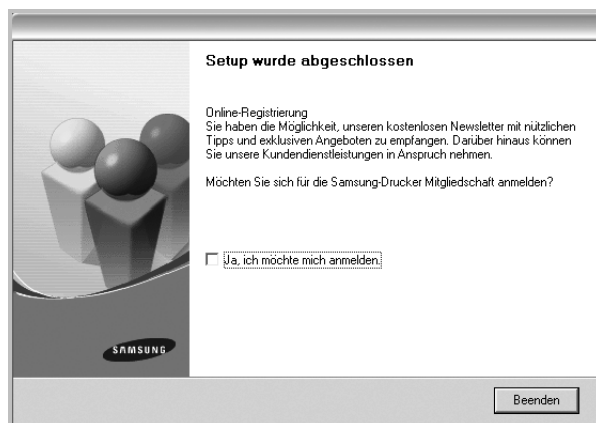 Setup wurde abgeschlossen
Online-Registrierung
Sie haben die Möglichkeit, unseren kostenlosen Newsletter mit nützlichen
Tipps und exklusiven Angeboten zu empfangen. Darüber hinaus können
Sie unsere Kundendienstleistungen in Anspruch nehmen.
Möchten Sie sich für die Samsung-Drucker Mitgliedschaft anmelden?
Ja, ich möchte mich anmelden.
SAMSUNG
Beenden